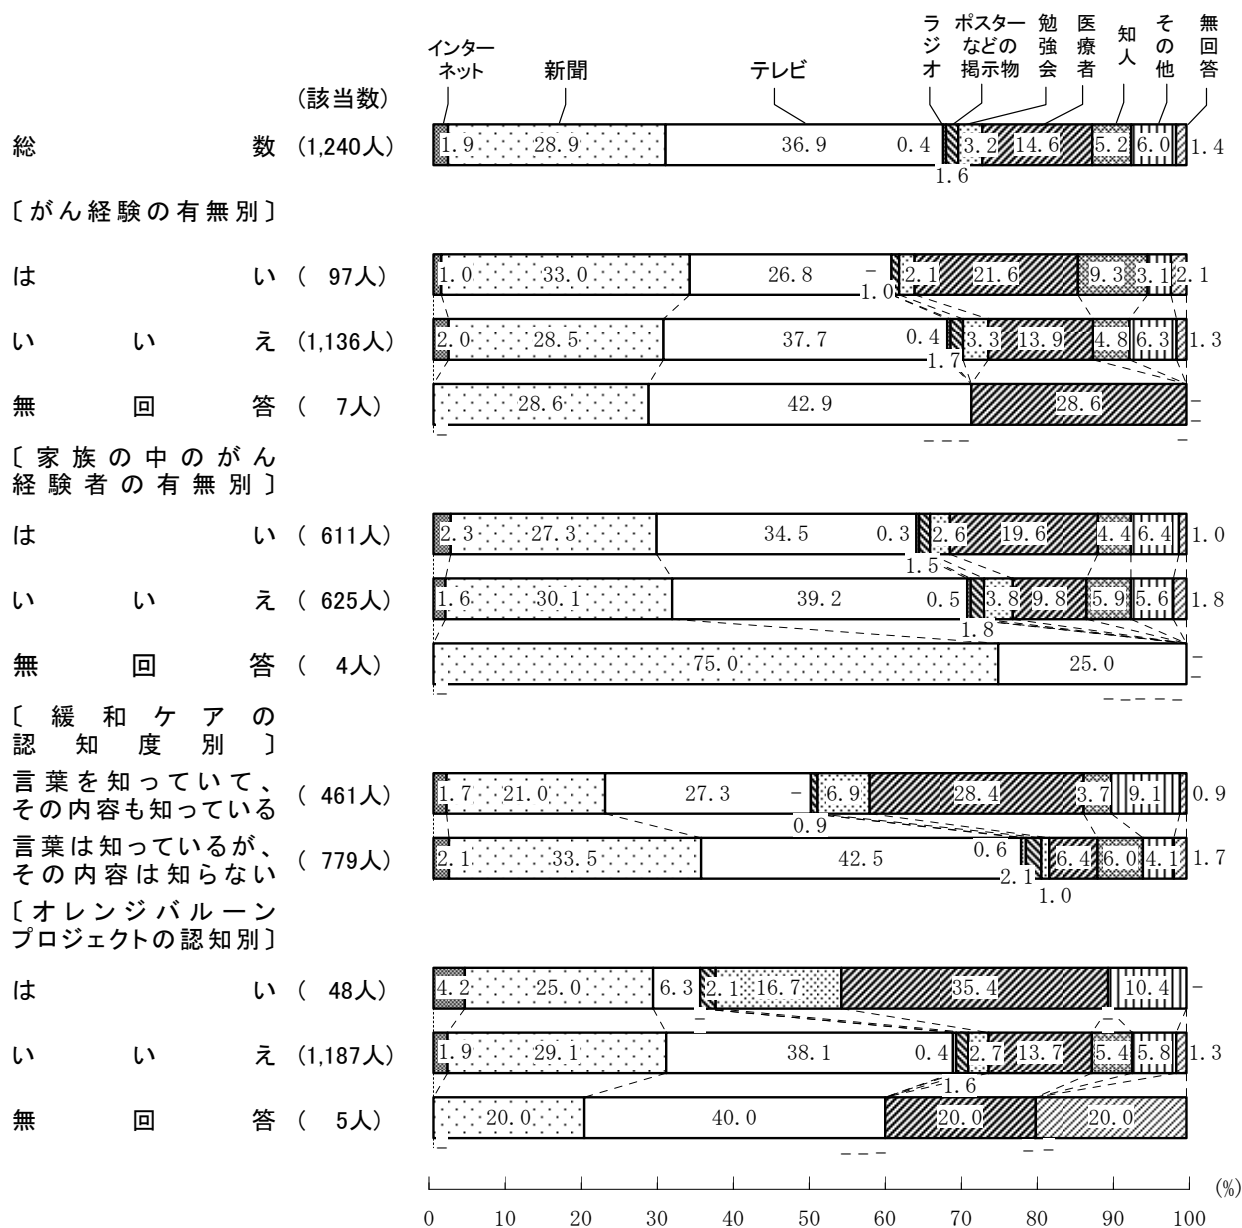 インターネット
新聞
テレビ
ラジオ
ポスターなどの掲示物
勉強会
医療者
知人
その他
無回答
(該当数)
総数 (1,240人) 1.9 28.9 36.9 0.4 1.6 3.2 14.6 5.2 6.0 1.4
〔がん経験の有無別〕
はい ( 97人) 1.0 33.0 26.8 － 1.0 2.1 21.6 9.3 3.1 2.1
いいえ (1,136人) 2.0 28.5 37.7 0.4 1.7 3.3 13.9 4.8 6.3 1.3
無回答 ( 7人) － 28.6 42.9 － － － 28.6 － － －
〔家族の中のがん
経験者の有無別〕
はい ( 611人) 2.3 27.3 34.5 0.3 1.5 2.6 19.6 4.4 6.4 1.0
いいえ ( 625人) 1.6 30.1 39.2 0.5 1.8 3.8 9.8 5.9 5.6 1.8
無回答 ( 4人) － 75.0 25.0 － － － － － － －
〔緩和ケアの
認知度別〕
言葉を知っていて、
その内容も知っている ( 461人) 1.7 21.0 27.3 － 0.9 6.9 28.4 3.7 9.1 0.9
言葉は知っているが、
その内容は知らない ( 779人) 2.1 33.5 42.5 0.6 2.1 1.0 6.4 6.0 4.1 1.7
〔オレンジバルーン
プロジェクトの認知別〕
はい ( 48人) 4.2 25.0 6.3 － 2.1 16.7 35.4 － 10.4 －
いいえ (1,187人) 1.9 29.1 38.1 0.4 1.6 2.7 13.7 5.4 5.8 1.3
無回答 ( 5人) － 20.0 40.0 － － － 20.0 － － 20.0
0 10 20 30 40 50 60 70 80 90 100 (%)